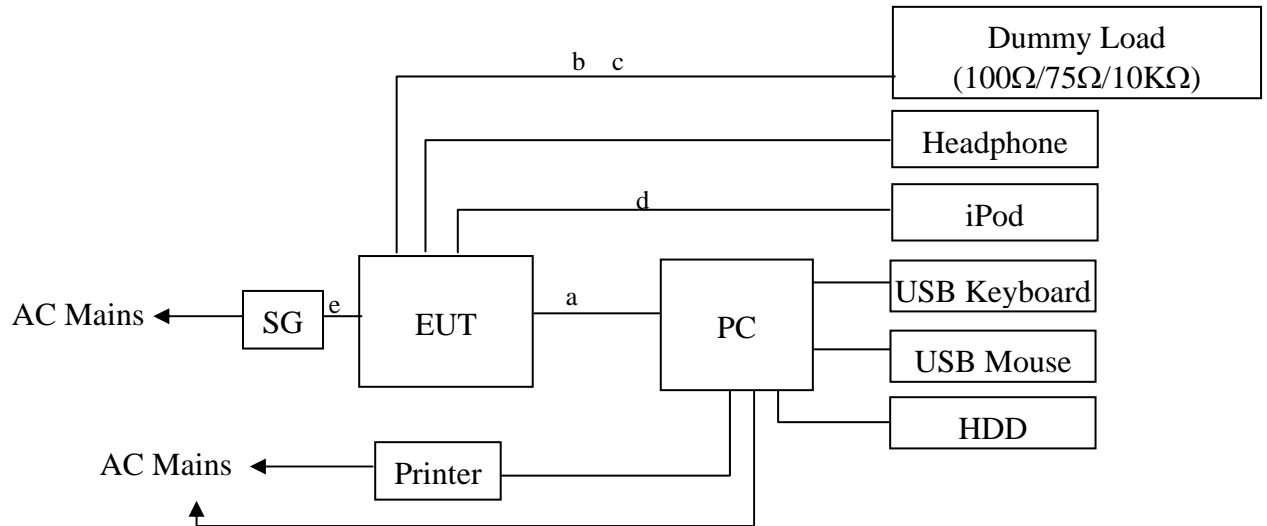 Dummy Load
(100Ω/75Ω/10KΩ)
b c
Headphone
d
iPod
AC Mains
SG
e
EUT
a
PC
USB Keyboard
USB Mouse
HDD
AC Mains
Printer